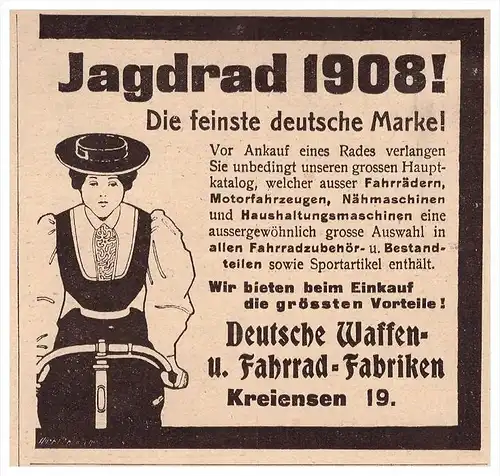 Jagdrad 1908!
Die feinste deutsche Marke!
Vor Ankauf eines Rades verlangen
Sie unbedingt unseren grossen Haupt-
katalog, welcher ausser Fahrrädern,
Motorfahrzeugen, Nähmaschinen
und Haushaltungsmaschinen eine
aussergewöhnlich grosse Auswahl in
allen Fahrradzubehör- u. Bestand-
teilen sowie Sportartikel enthält.
Wir bieten beim Einkauf
die grössten Vorteile!
Deutsche Waffen-
u. Fahrrad-Fabriken
Kreiensen 19.